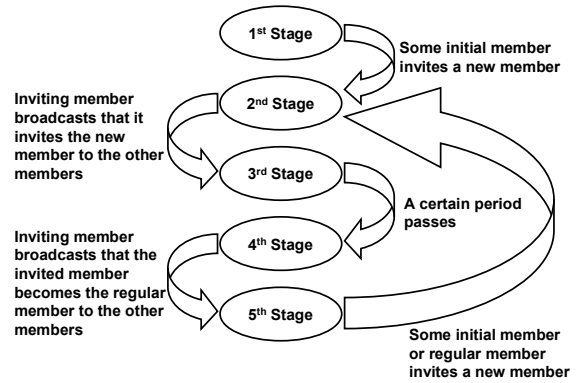 1st Stage
Some initial member
invites a new member
2nd Stage
Inviting member
broadcasts that it
invites the new
member to the other
members
3rd Stage
A certain period
passes
4th Stage
Inviting member
broadcasts that the
invited member
becomes the regular
member to the other
members
5th Stage
Some initial member
or regular member
invites a new member